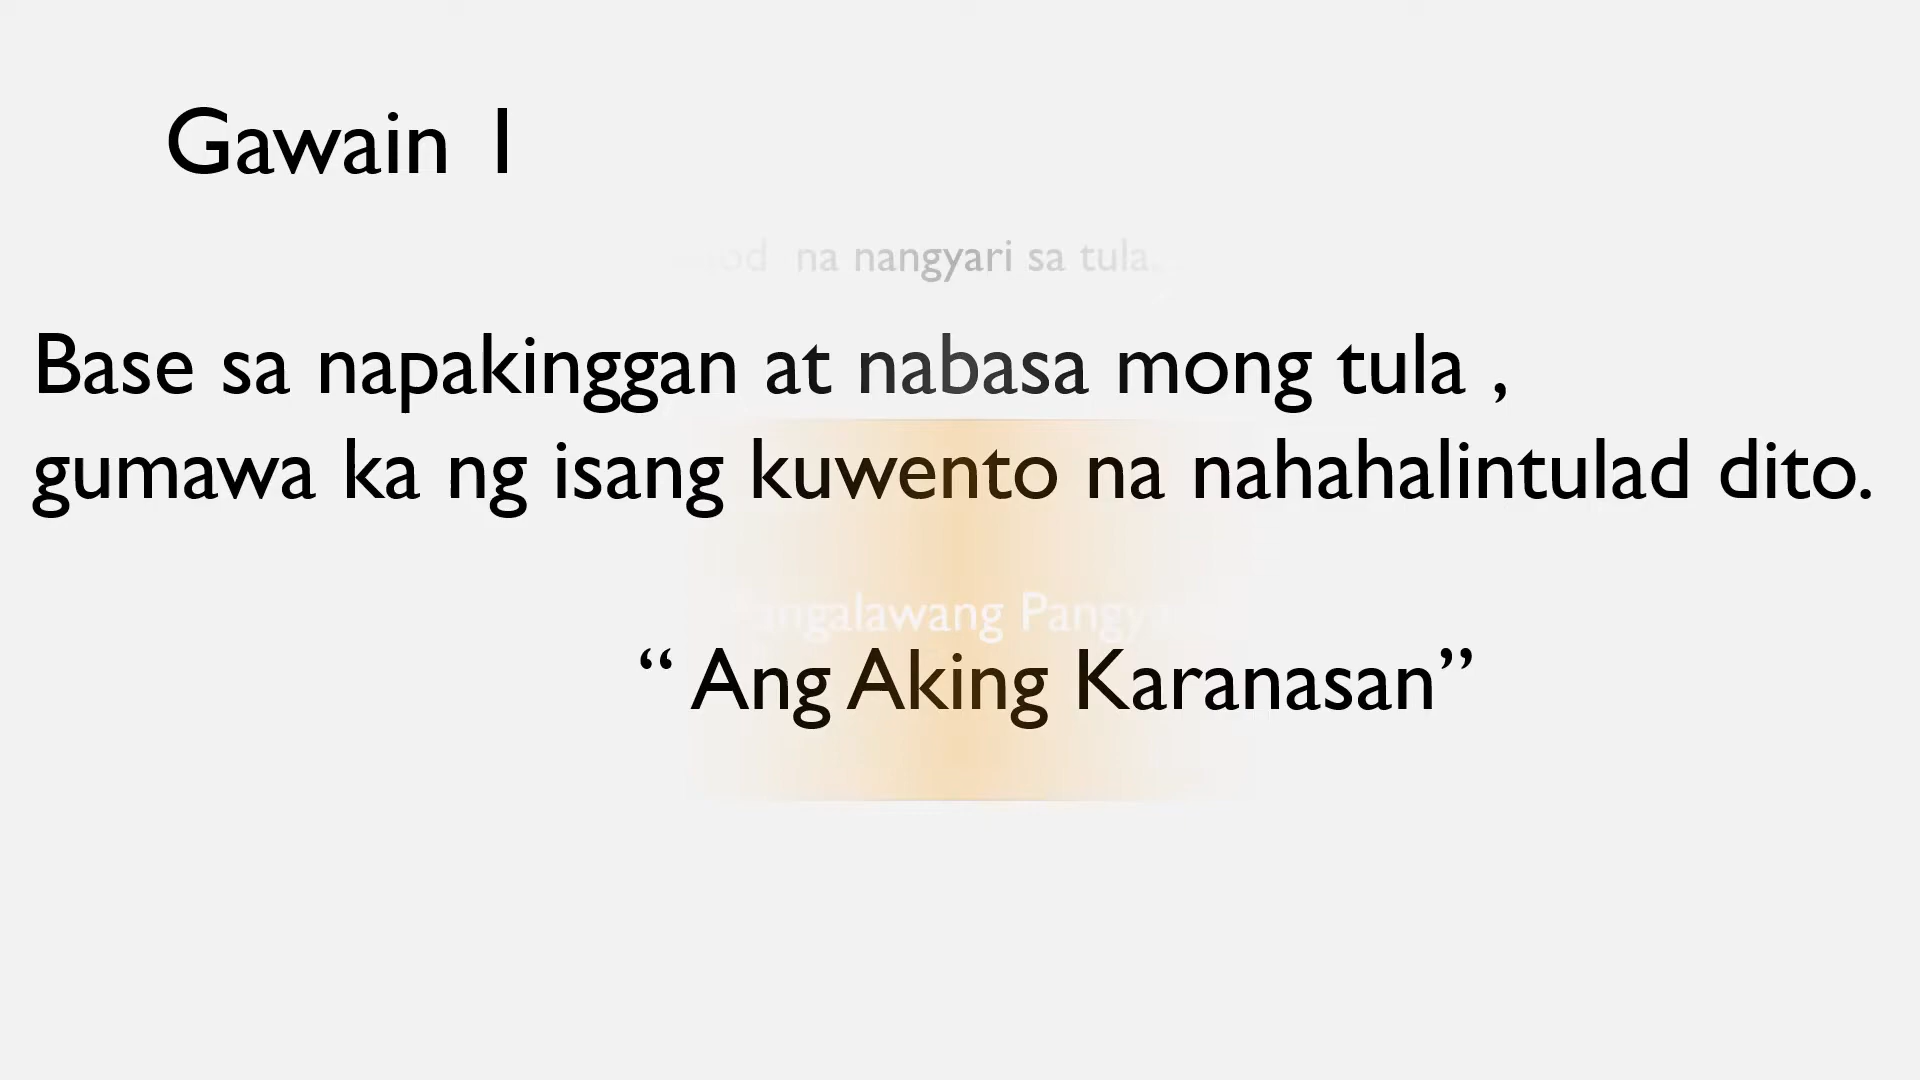 Gawain 1
na nangyari sa tula
Base sa napakinggan at nabasa mong tula ,
gumawa ka ng isang kuwento na nahahalintulad dito.
Pangalawang
“ Ang Aking Karanasan”